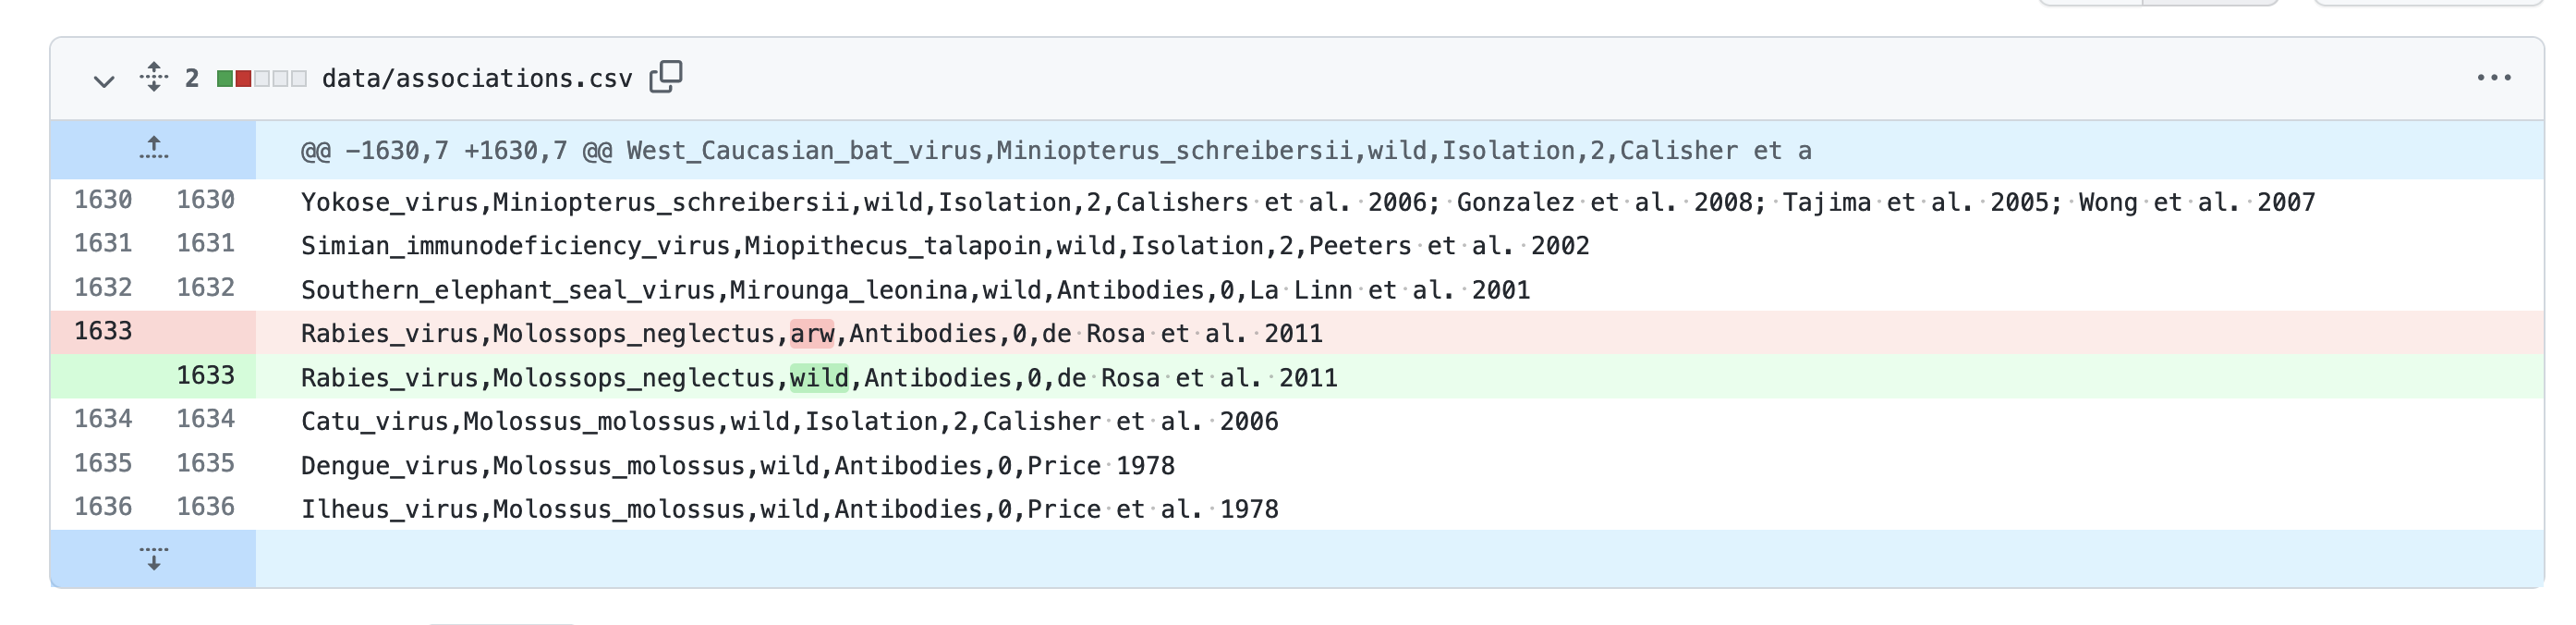 2 data/associations.csv
@@ -1630,7 +1630,7 @@ West_Caucasian_bat_virus,Miniopterus_schreibersii,wild,Isolation,2,Calisher et a
1630 1630 Yokose_virus,Miniopterus_schreibersii,wild,Isolation,2,Calishers et al. 2006; Gonzalez et al. 2008; Tajima et al. 2005; Wong et al. 2007
1631 1631 Simian_immunodeficiency_virus,Miopithecus_talapoin,wild,Isolation,2,Peeters et al. 2002
1632 1632 Southern_elephant_seal_virus,Mirounga_leonina,wild,Antibodies,0,La Linn et al. 2001
1633 Rabies_virus,Molossops_neglectus,arw,Antibodies,0,de Rosa et al. 2011
1633 Rabies_virus,Molossops_neglectus,wild,Antibodies,0,de Rosa et al. 2011
1634 1634 Catu_virus,Molossus_molossus,wild,Isolation,2,Calisher et al. 2006
1635 1635 Dengue_virus,Molossus_molossus,wild,Antibodies,0,Price 1978
1636 1636 Ilheus_virus,Molossus_molossus,wild,Antibodies,0,Price et al. 1978